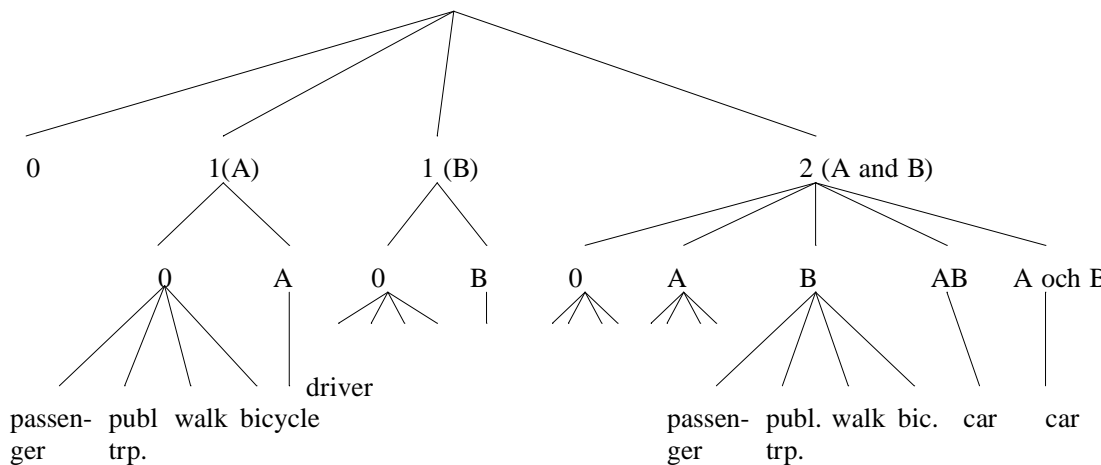 0
1(A)
1 (B)
2 (A and B)
0
A
0
B
0
A
B
AB
A och B
driver
passen-
ger
publ
trp.
walk
bicycle
passen-
ger
publ.
trp.
walk
bic.
car
car